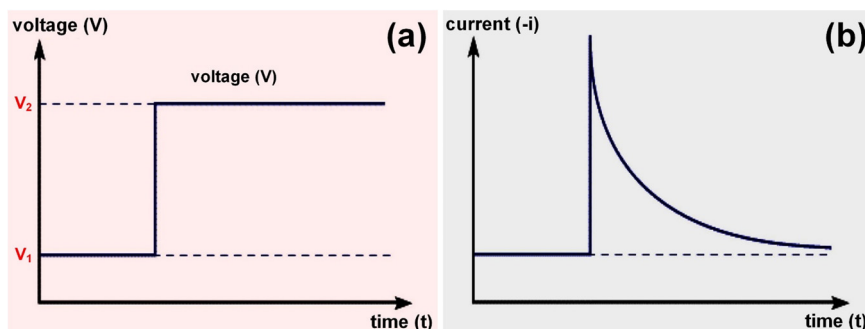 voltage (V)
(a)
voltage (V)
V₂
V₁
time (t)
current (-i)
(b)
time (t)